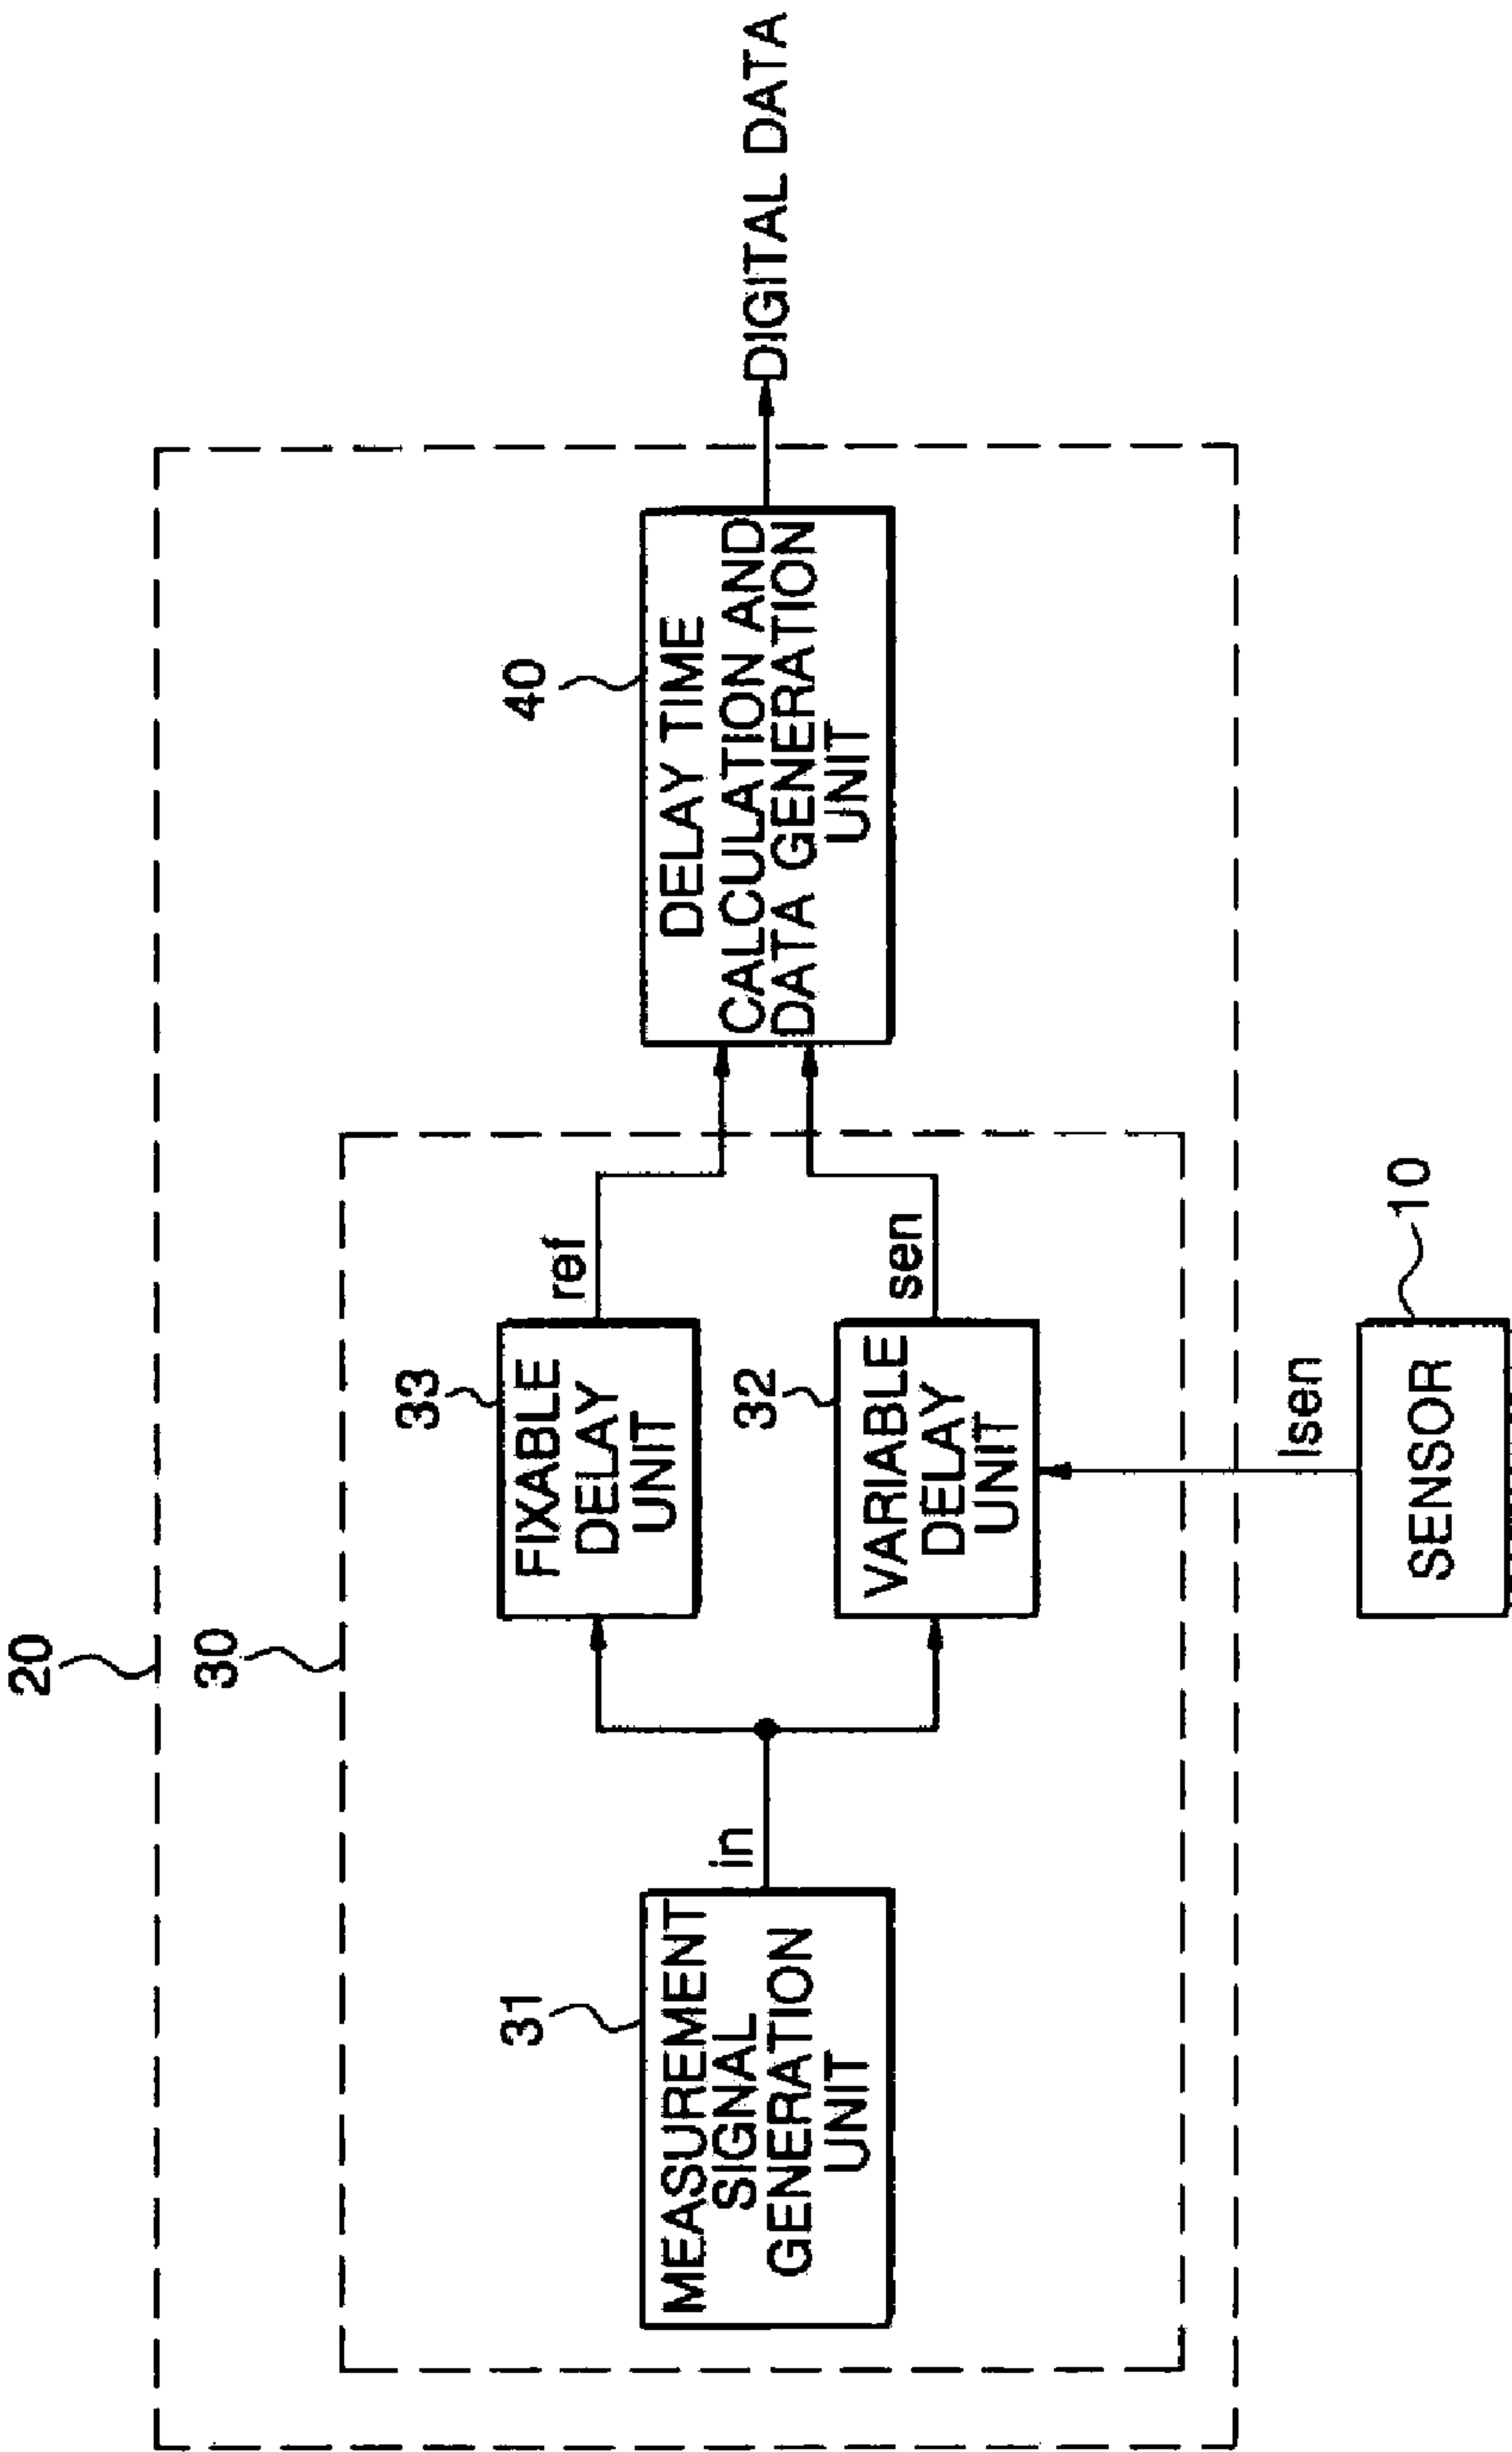 20
30
31
MEASUREMENT
SIGNAL
GENERATION
UNIT
in
33
FIXABLE
DELAY
UNIT
ref
32
VARIABLE
DELAY
UNIT
sen
40
DELAY TIME
CALCULATION AND
DATA GENERATION
UNIT
DIGITAL DATA
Isen
SENSOR
10